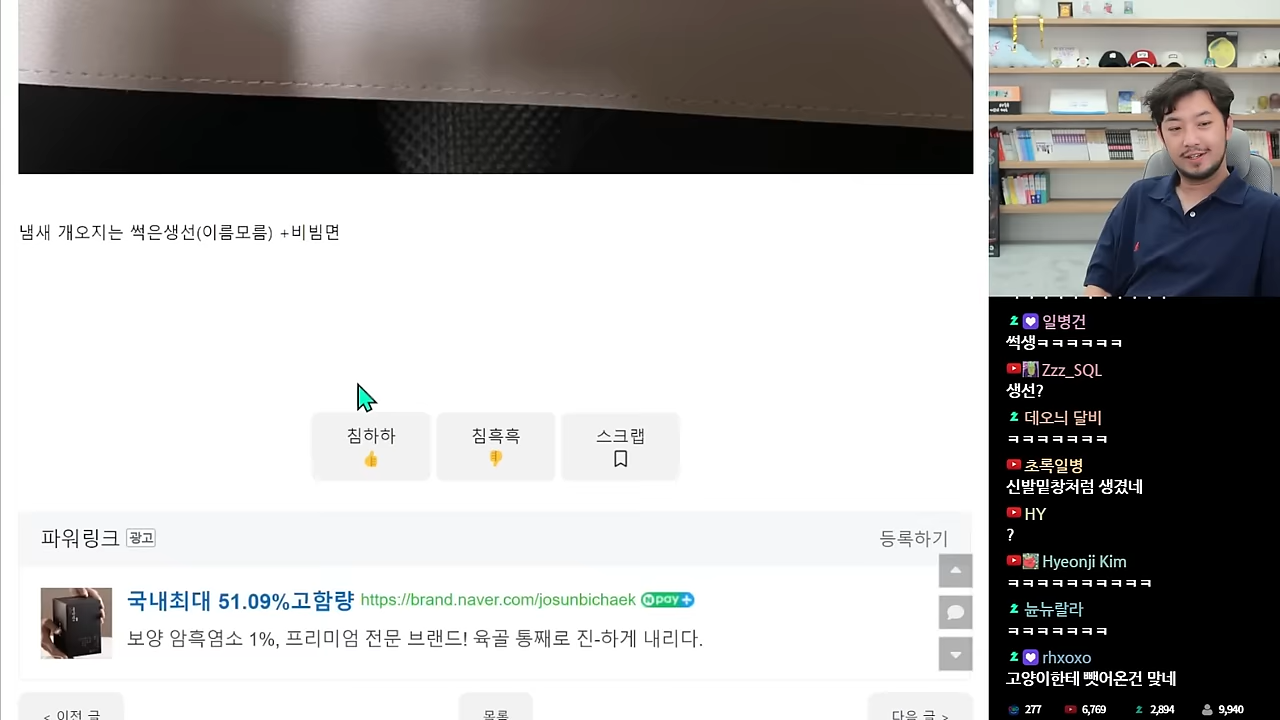 냄새 개오지는 썩은생선(이름모름) +비빔면
침하하
침흑흑
스크랩
파워링크 광고
등록하기
국내최대 51.09%고함량 https://brand.naver.com/josunbichaek N pay+
보양 암흑염소 1%, 프리미엄 전문 브랜드! 육골 통째로 진-하게 내리다.
< 이전 글
목록
다음 글 >
일병건
썩생ㅋㅋㅋㅋㅋㅋ
Zzz_SQL
생선?
데오늬 달비
ㅋㅋㅋㅋㅋㅋㅋ
초록일병
신발밑창처럼 생겼네
HY
?
Hyeonji Kim
ㅋㅋㅋㅋㅋㅋㅋㅋㅋㅋ
뉸뉴랄라
ㅋㅋㅋㅋㅋㅋㅋ
rhxoxo
고양이한테 뺏어온건 맞네
277 6,769 2,894 9,940